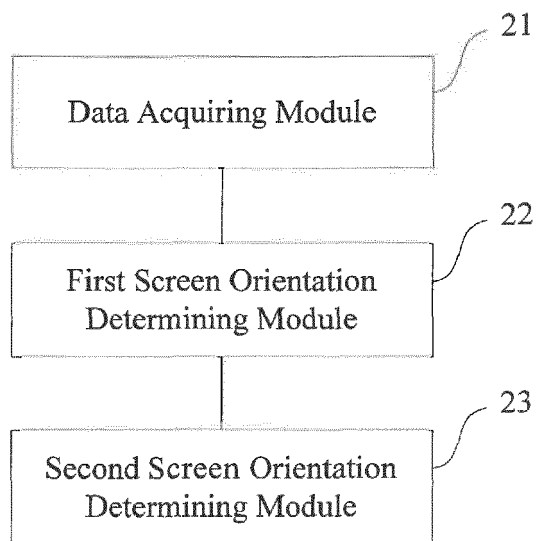 21
Data Acquiring Module
22
First Screen Orientation
Determining Module
23
Second Screen Orientation
Determining Module